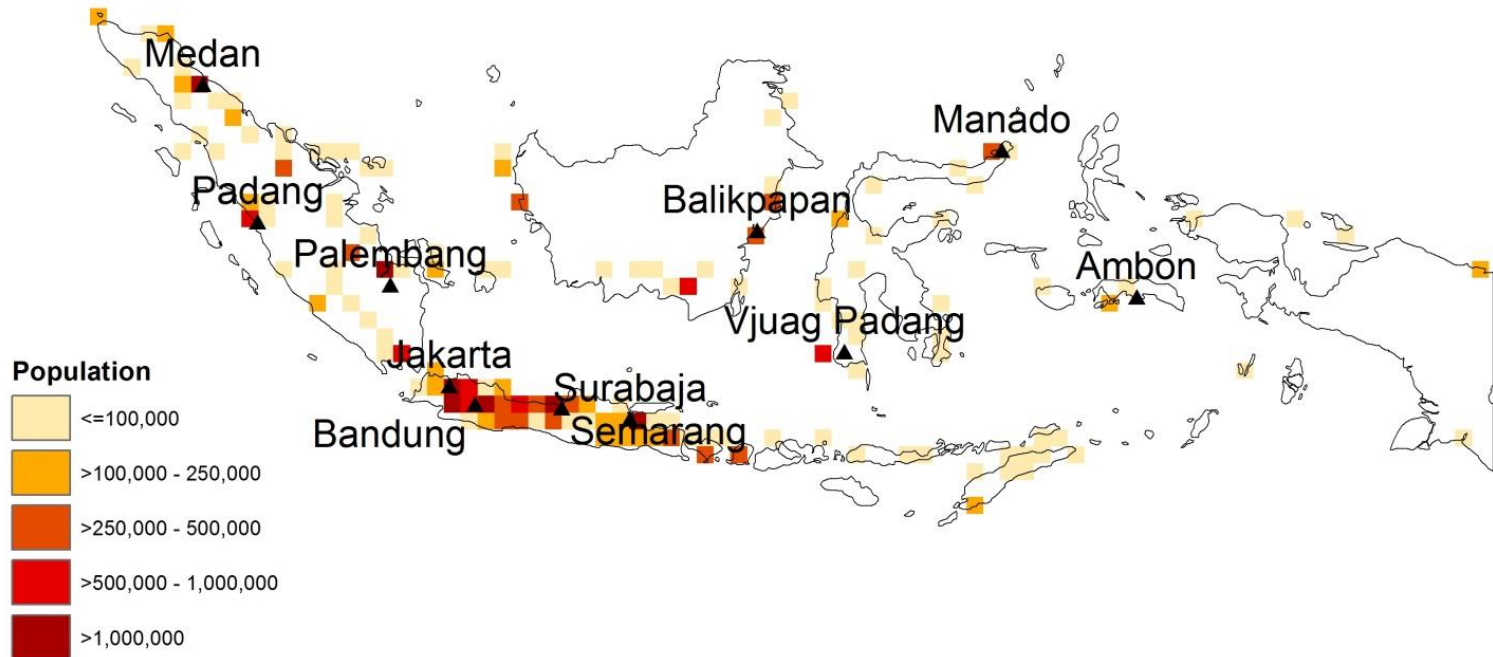 Medan
Manado
Padang
Balikpapan
Palembang
Ambon
Vjuag Padang
Jakarta
Surabaja
Bandung
Semarang
Population
<=100,000
>100,000 - 250,000
>250,000 - 500,000
>500,000 - 1,000,000
>1,000,000